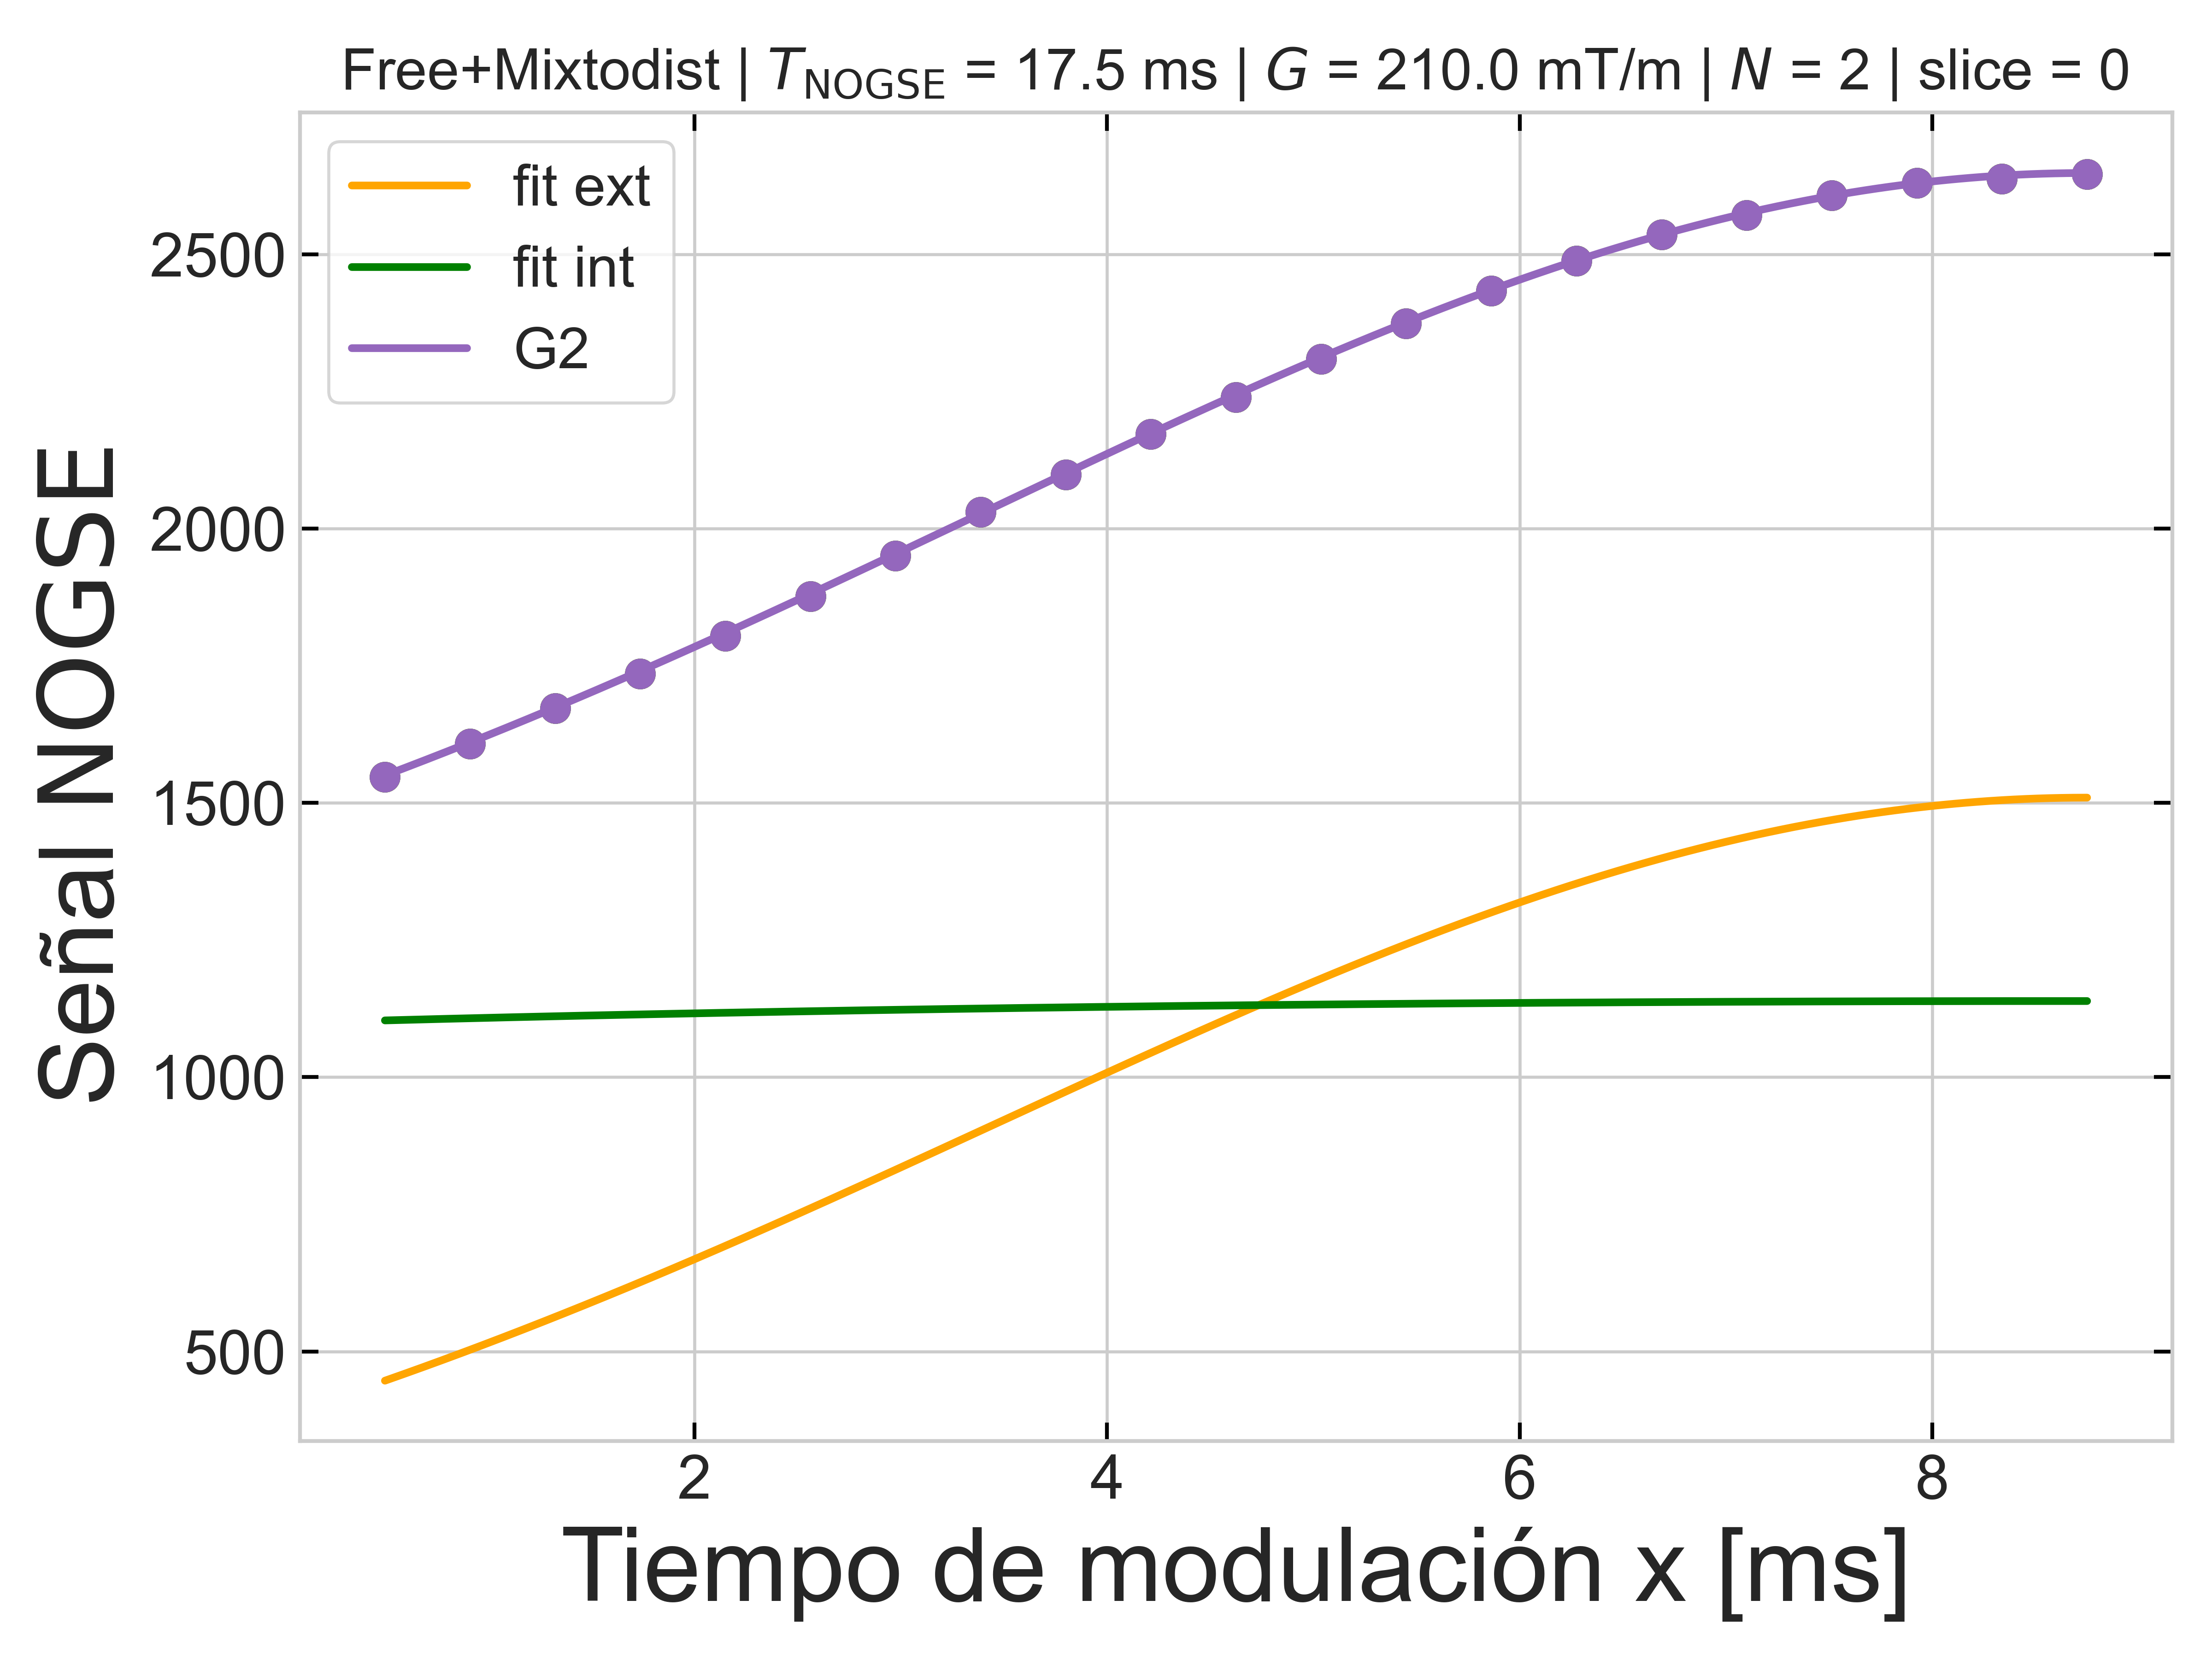 Free+Mixtodist | T_NOGSE = 17.5 ms | G = 210.0 mT/m | N = 2 | slice = 0
fit ext
fit int
G2
Señal NOGSE
2500
2000
1500
1000
500
2 4 6 8
Tiempo de modulación x [ms]